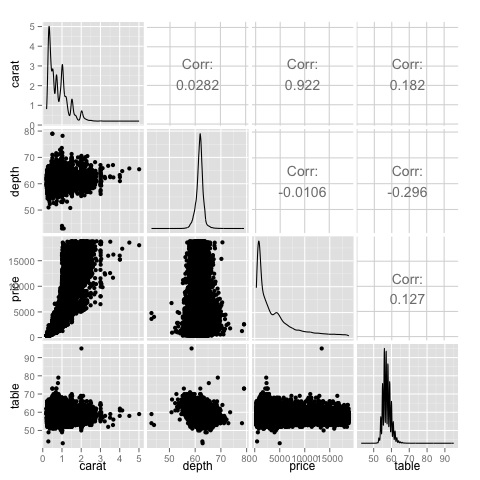 carat
5
4
3
2
1
0
Corr:
0.0282
Corr:
0.922
Corr:
0.182
depth
80
70
60
50
Corr:
-0.0106
Corr:
-0.296
price
15000
10000
5000
0
Corr:
0.127
table
90
80
70
60
50
0 1 2 3 4 5
50 60 70 80
0 5000 10000 15000
50 60 70 80 90
carat
depth
price
table